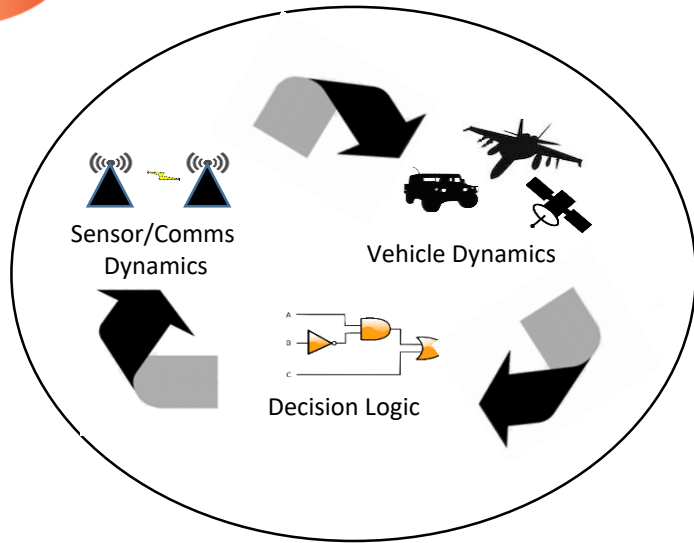 Sensor/Comms
Dynamics
Vehicle Dynamics
A
B
C
Decision Logic